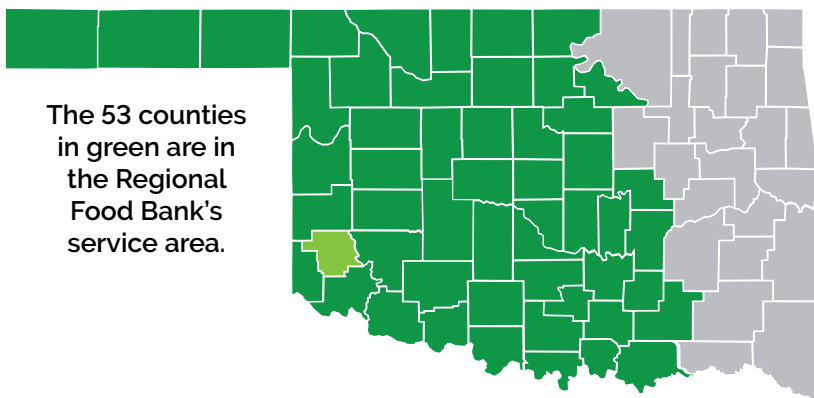 The 53 counties
in green are in
the Regional
Food Bank’s
service area.